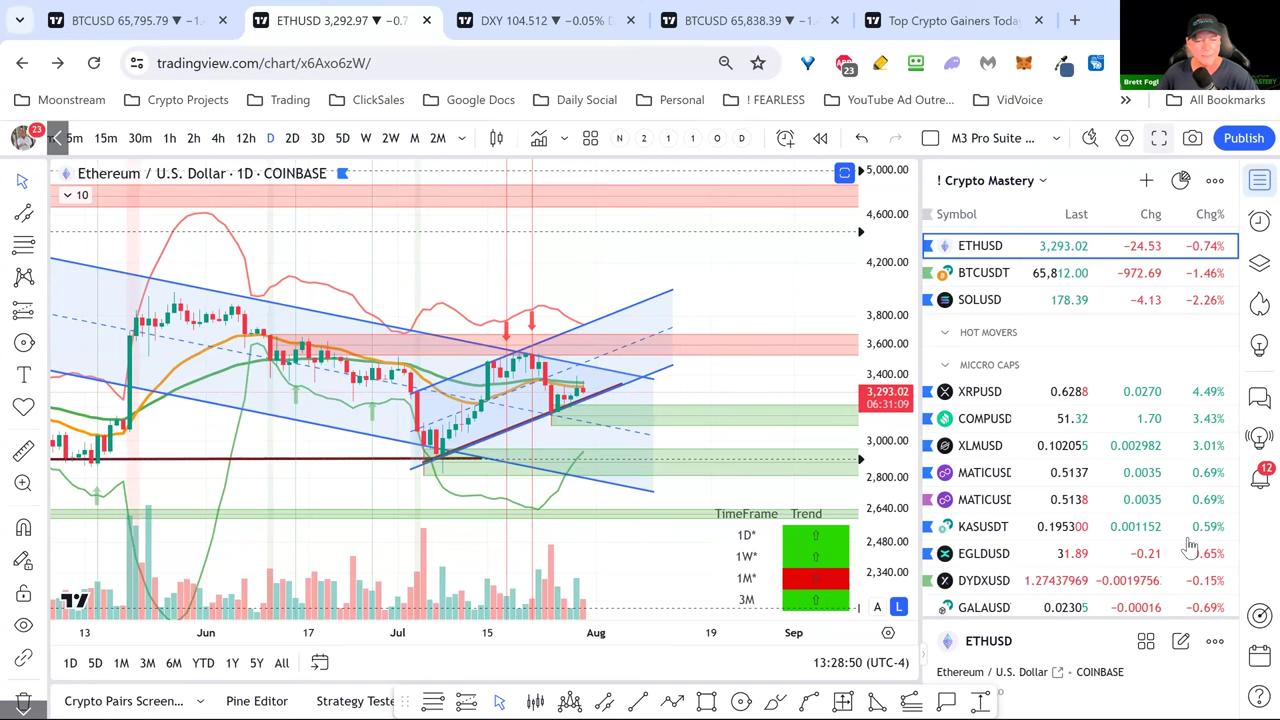 BTCUSD 65,795.79 ▼ −1.
ETHUSD 3,292.97 ▼ −0.7
DXY 104.512 ▼ −0.05%
BTCUSD 65,838.39 ▼ −1.
Top Crypto Gainers Toda
tradingview.com/chart/x6Axo6zW/
23
Brett Fogl
Moonstream
Crypto Projects
Trading
ClickSales
Google Docs
Daily Social
Personal
! FEARLESS
YouTube Ad Outre...
VidVoice
All Bookmarks
23
5m 15m 30m 1h 2h 4h 12h D 2D 3D 5D W 2W M 2M
N 2 1 1 O D
M3 Pro Suite ...
Publish
Ethereum / U.S. Dollar · 1D · COINBASE
10
5,000.00
4,600.00
4,200.00
3,800.00
3,600.00
3,400.00
3,293.02
06:31:09
3,000.00
2,800.00
2,640.00
2,480.00
2,340.00
TimeFrame Trend
1D* ⇧
1W* ⇧
1M*
3M ⇧
A L
13 Jun 17 Jul 15 Aug 19 Sep
1D 5D 1M 3M 6M YTD 1Y 5Y All
13:28:50 (UTC-4)
Crypto Pairs Screen...
Pine Editor
Strategy Teste
! Crypto Mastery
Symbol Last Chg Chg%
ETHUSD 3,293.02 −24.53 −0.74%
BTCUSDT 65,812.00 −972.69 −1.46%
SOLUSD 178.39 −4.13 −2.26%
HOT MOVERS
MICCRO CAPS
XRPUSD 0.6288 0.0270 4.49%
COMPUSD 51.32 1.70 3.43%
XLMUSD 0.102055 0.002982 3.01%
MATICUSD 0.5137 0.0035 0.69%
MATICUSD 0.5138 0.0035 0.69%
KASUSDT 0.195300 0.001152 0.59%
EGLDUSD 31.89 −0.21 .65%
DYDXUSD 1.27437969 −0.0019756 −0.15%
GALAUSD 0.02305 −0.00016 −0.69%
ETHUSD
Ethereum / U.S. Dollar COINBASE
12